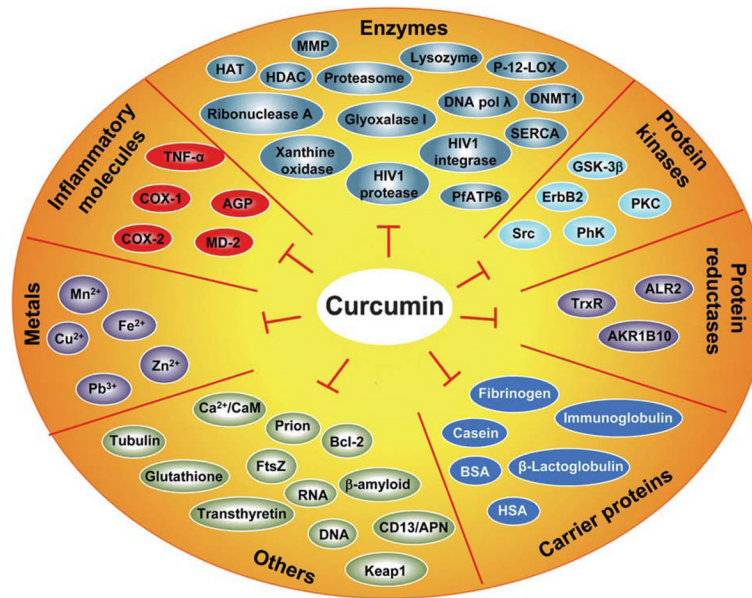 Enzymes
MMP
HAT
HDAC
Proteasome
Lysozyme
P-12-LOX
Ribonuclease A
Glyoxalase I
DNA pol λ
DNMT1
SERCA
Xanthine
oxidase
HIV1
protease
HIV1
integrase
PfATP6
Protein
kinases
GSK-3β
ErbB2
PKC
Src
PhK
Protein
reductases
ALR2
TrxR
AKR1B10
Carrier proteins
Fibrinogen
Immunoglobulin
Casein
BSA
β-Lactoglobulin
HSA
Others
Ca²⁺/CaM
Prion
Bcl-2
Tubulin
FtsZ
Glutathione
RNA
β-amyloid
Transthyretin
DNA
CD13/APN
Keap1
Metals
Mn²⁺
Cu²⁺
Fe²⁺
Zn²⁺
Pb³⁺
Inflammatory
molecules
TNF-α
COX-1
AGP
COX-2
MD-2
Curcumin